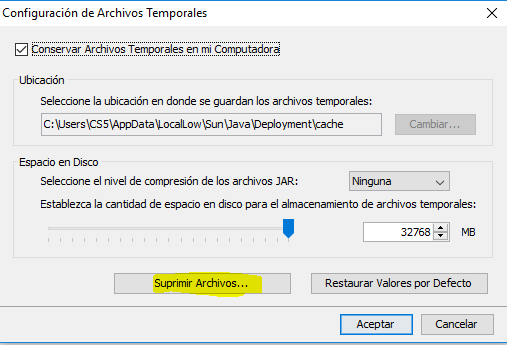 Configuración de Archivos Temporales
Conservar Archivos Temporales en mi Computadora
Ubicación
Seleccione la ubicación en donde se guardan los archivos temporales:
C:\Users\CS5\AppData\LocalLow\Sun\Java\Deployment\cache
Cambiar...
Espacio en Disco
Seleccione el nivel de compresión de los archivos JAR:
Ninguna
Establezca la cantidad de espacio en disco para el almacenamiento de archivos temporales:
32768 MB
Suprimir Archivos...
Restaurar Valores por Defecto
Aceptar
Cancelar